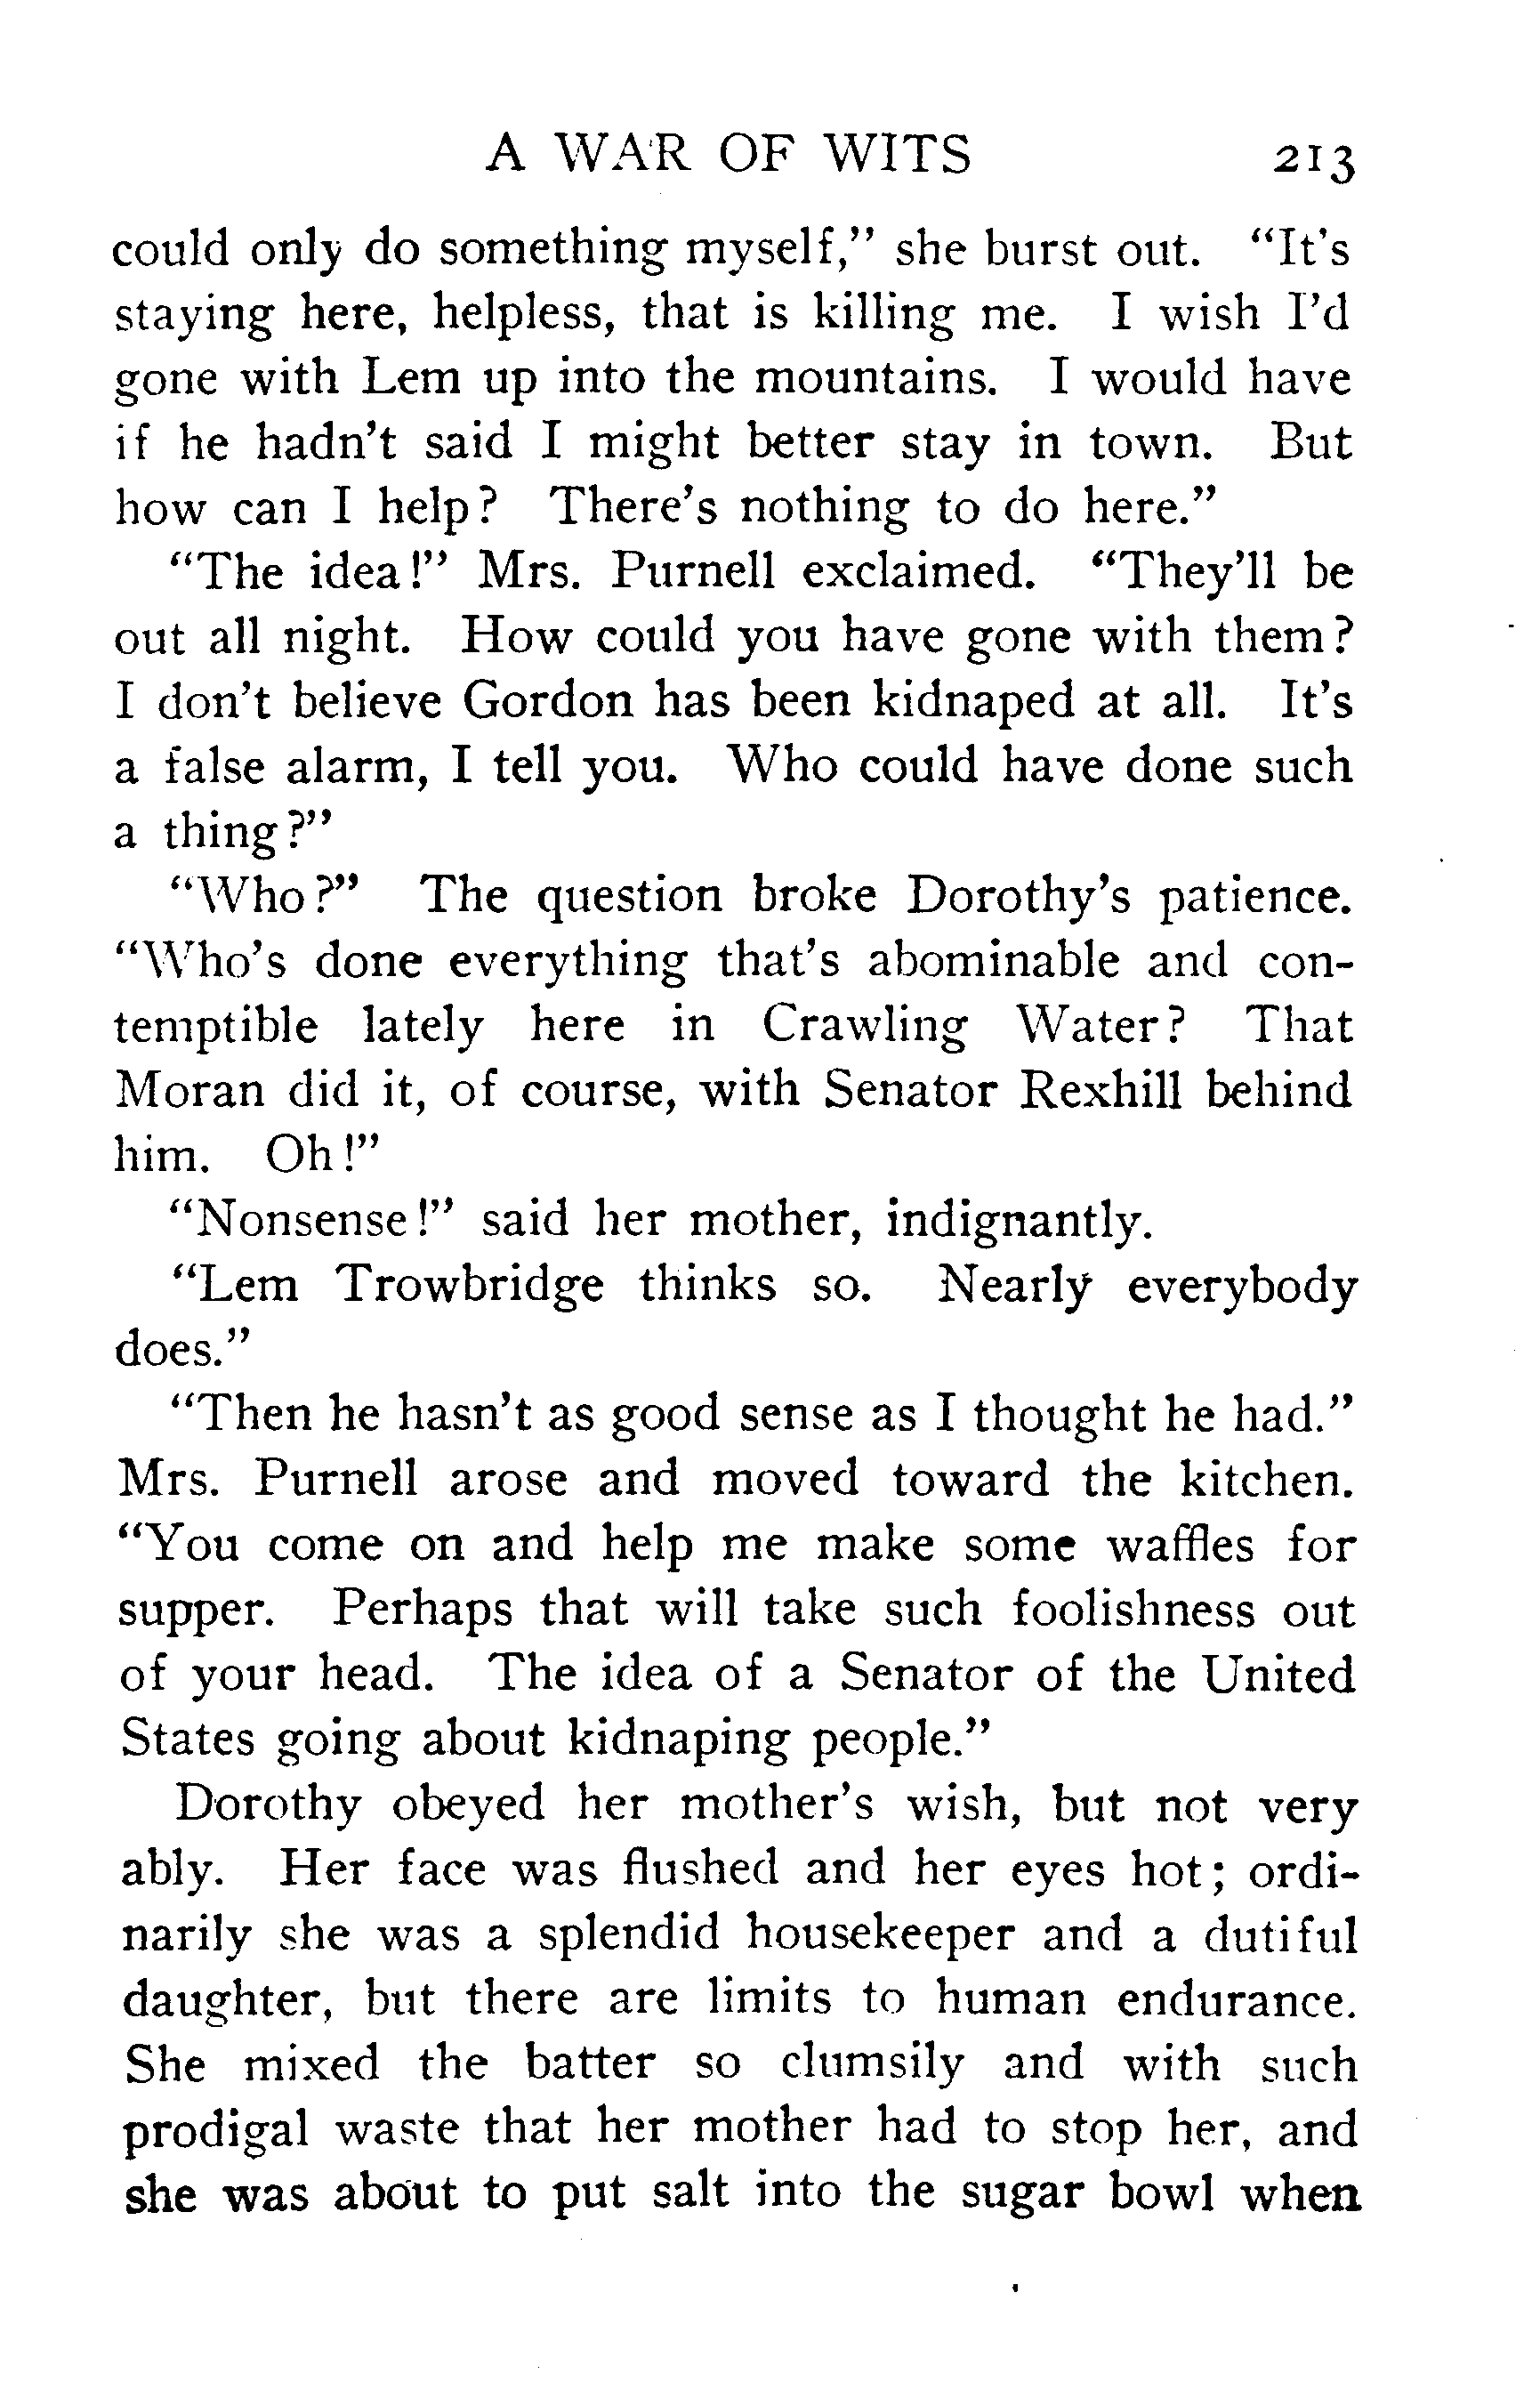 A WAR OF WITS 213
could only do something myself," she burst out. "It's
staying here, helpless, that is killing me. I wish I'd
gone with Lem up into the mountains. I would have
if he hadn't said I might better stay in town. But
how can I help? There's nothing to do here."
"The idea!" Mrs. Purnell exclaimed. "They'll be
out all night. How could you have gone with them?
I don't believe Gordon has been kidnaped at all. It's
a false alarm, I tell you. Who could have done such
a thing?"
"Who?" The question broke Dorothy's patience.
"Who's done everything that's abominable and con-
temptible lately here in Crawling Water? That
Moran did it, of course, with Senator Rexhill behind
him. Oh!"
"Nonsense!" said her mother, indignantly.
"Lem Trowbridge thinks so. Nearly everybody
does."
"Then he hasn't as good sense as I thought he had."
Mrs. Purnell arose and moved toward the kitchen.
"You come on and help me make some waffles for
supper. Perhaps that will take such foolishness out
of your head. The idea of a Senator of the United
States going about kidnaping people."
Dorothy obeyed her mother's wish, but not very
ably. Her face was flushed and her eyes hot; ordi-
narily she was a splendid housekeeper and a dutiful
daughter, but there are limits to human endurance.
She mixed the batter so clumsily and with such
prodigal waste that her mother had to stop her, and
she was about to put salt into the sugar bowl when